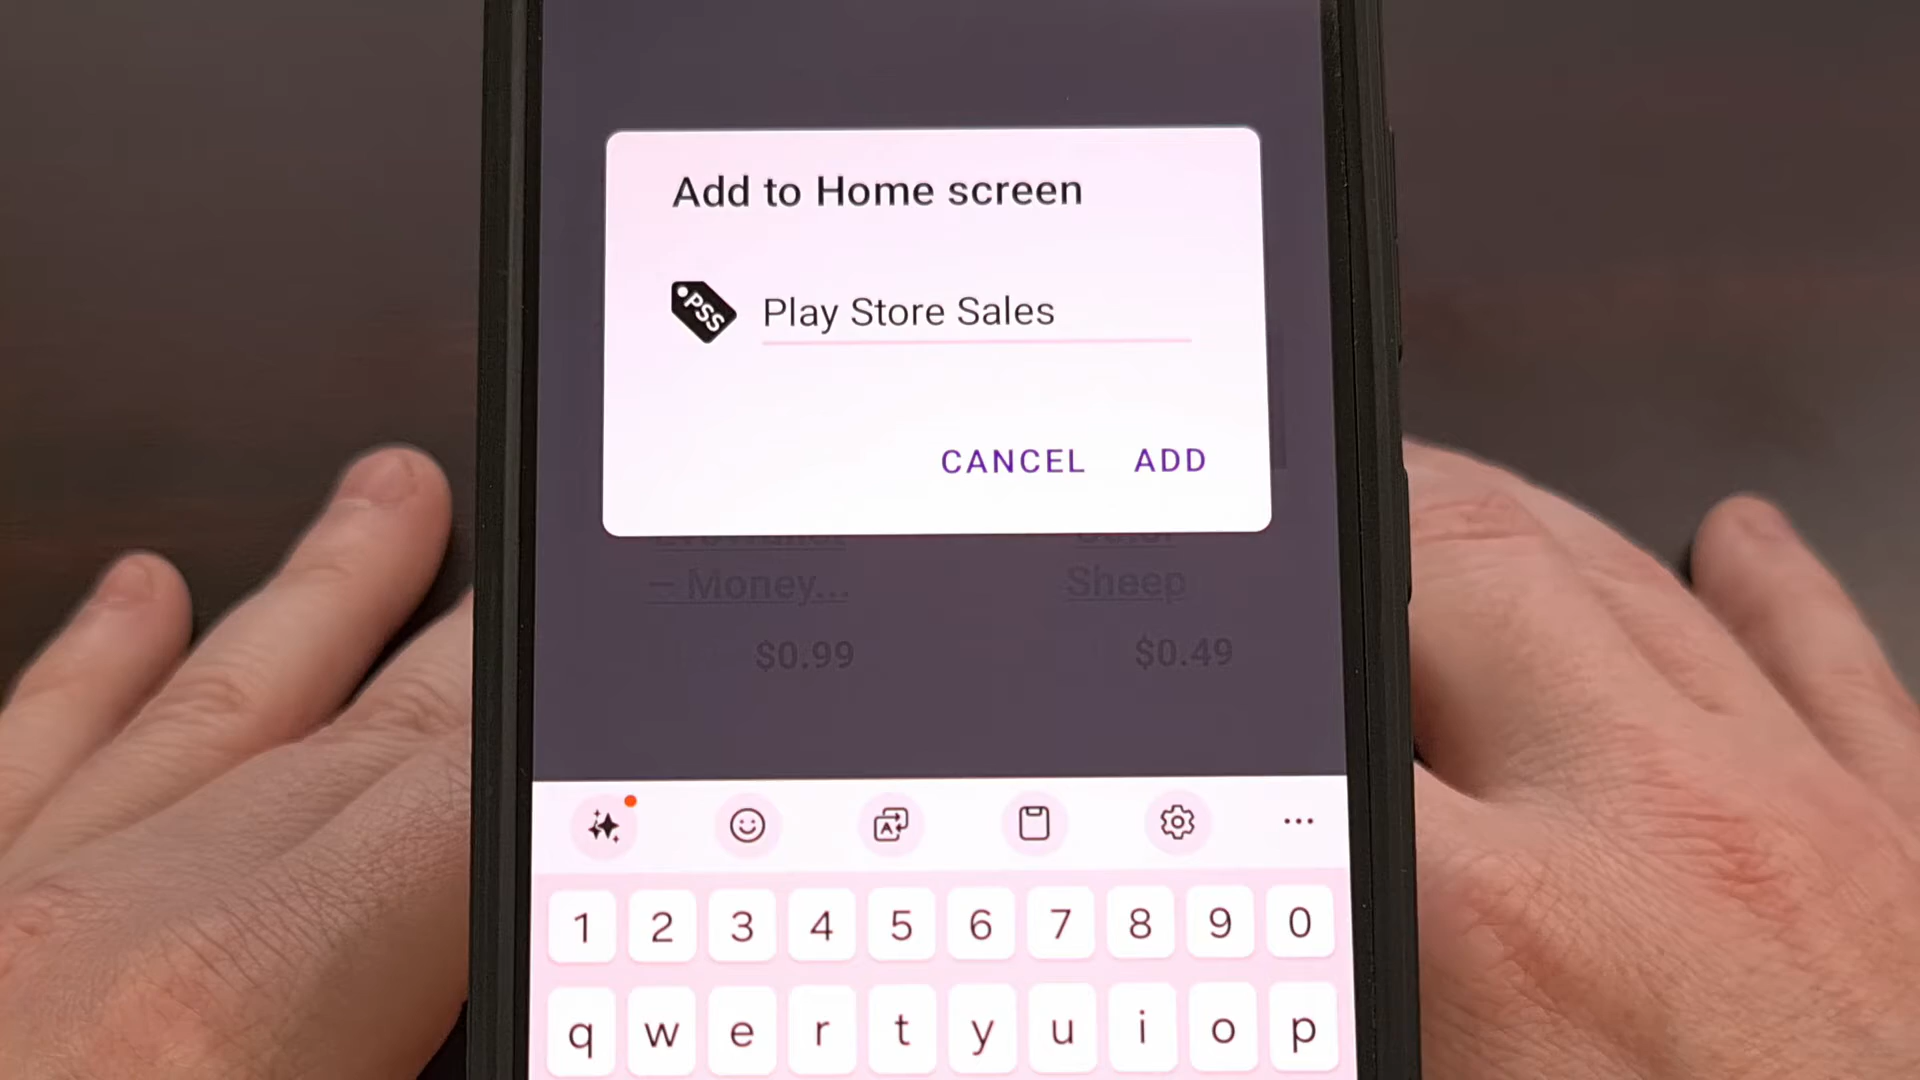 Add to Home screen
PSS
Play Store Sales
CANCEL ADD
– Money...
Sheep
$0.99
$0.49
1 2 3 4 5 6 7 8 9 0
q w e r t y u i o p